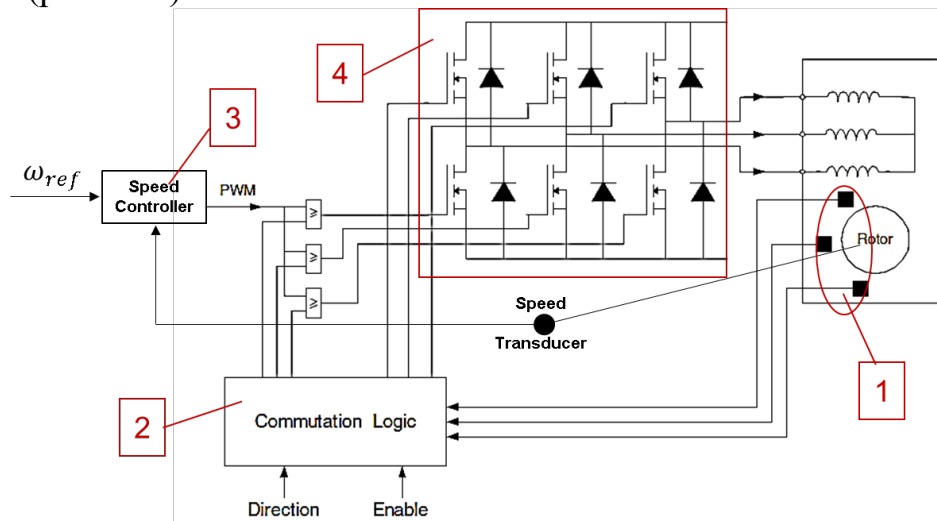 4
3
ω_ref
Speed
Controller
PWM
≥
≥
≥
Rotor
Speed
Transducer
1
2
Commutation Logic
Direction
Enable